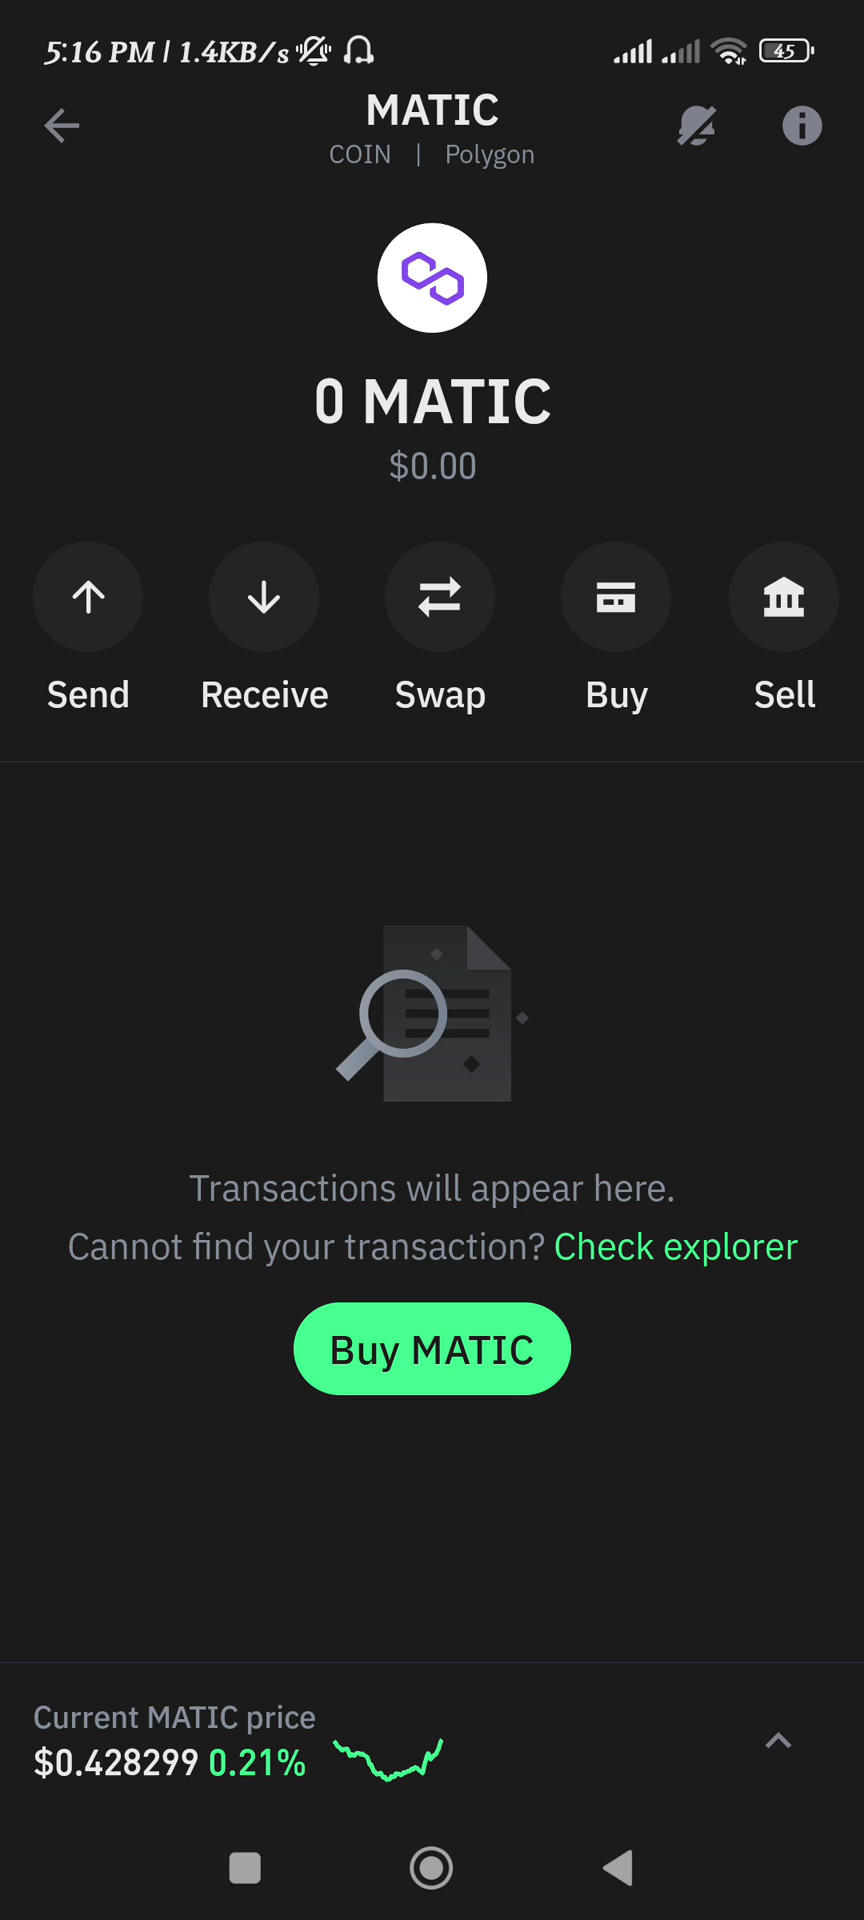 5:16 PM | 1.4KB/s
45
MATIC
COIN | Polygon
0 MATIC
$0.00
Send Receive Swap Buy Sell
Transactions will appear here.
Cannot find your transaction? Check explorer
Buy MATIC
Current MATIC price
$0.428299 0.21%